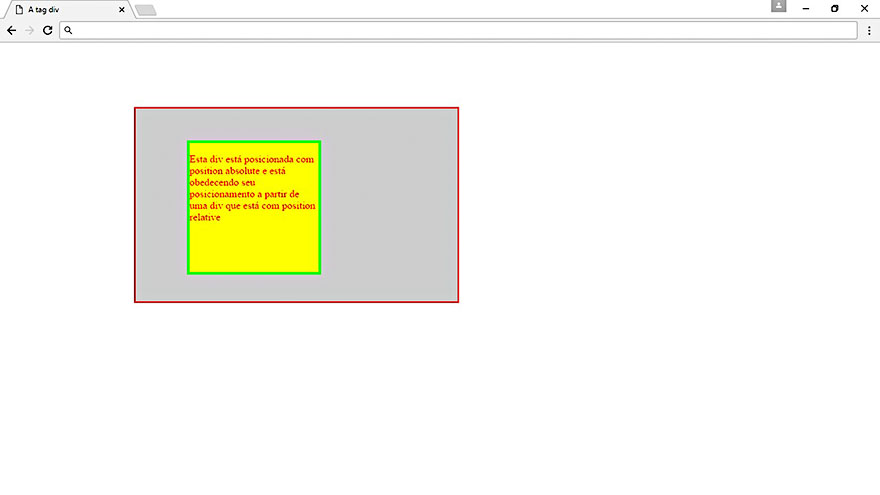 A tag div
Esta div está posicionada com
position absolute e está
obedecendo seu
posicionamento a partir de
uma div que está com position
relative